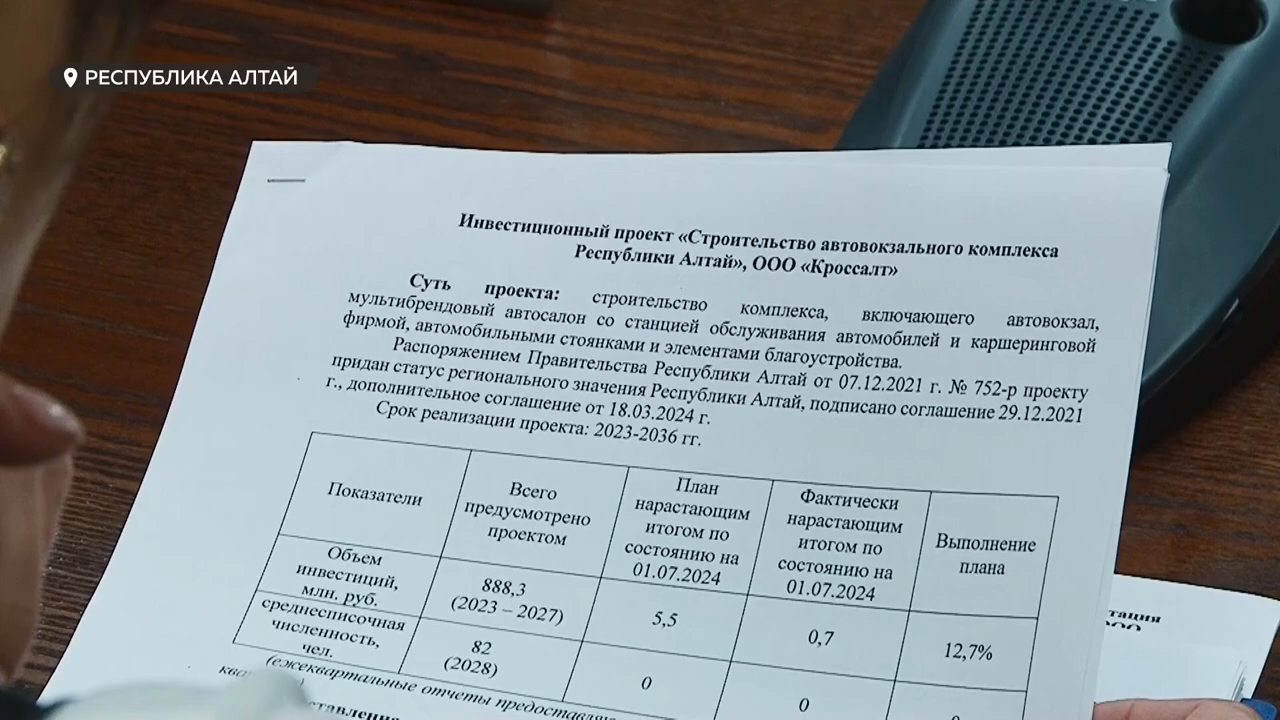 РЕСПУБЛИКА АЛТАЙ
Инвестиционный проект «Строительство автовокзального комплекса
Республики Алтай», ООО «Кроссалт»
Суть проекта: строительство комплекса, включающего автовокзал,
мультибрендовый автосалон со станцией обслуживания автомобилей и каршеринговой
фирмой, автомобильными стоянками и элементами благоустройства.
Распоряжением Правительства Республики Алтай от 07.12.2021 г. № 752-р проекту
придан статус регионального значения Республики Алтай, подписано соглашение 29.12.2021
г., дополнительное соглашение от 18.03.2024 г.
Срок реализации проекта: 2023-2036 гг.
Показатели
Всего
предусмотрено
проектом
План
нарастающим
итогом по
состоянию на
01.07.2024
Фактически
нарастающим
итогом по
состоянию на
01.07.2024
Выполнение
плана
Объем
инвестиций,
млн. руб.
888,3
(2023 – 2027)
5,5
0,7
12,7%
среднесписочная
численность,
чел.
82
(2028)
0
0
(ежеквартальные отчеты